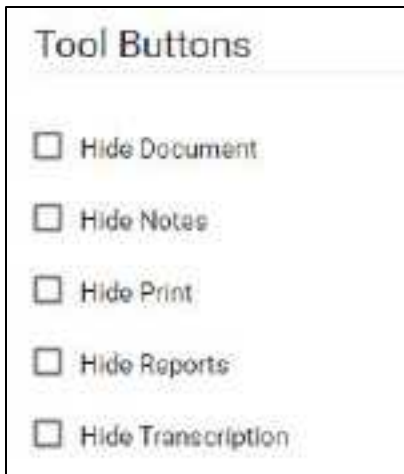 Tool Buttons
Hide Document
Hide Notes
Hide Print
Hide Reports
Hide Transcription